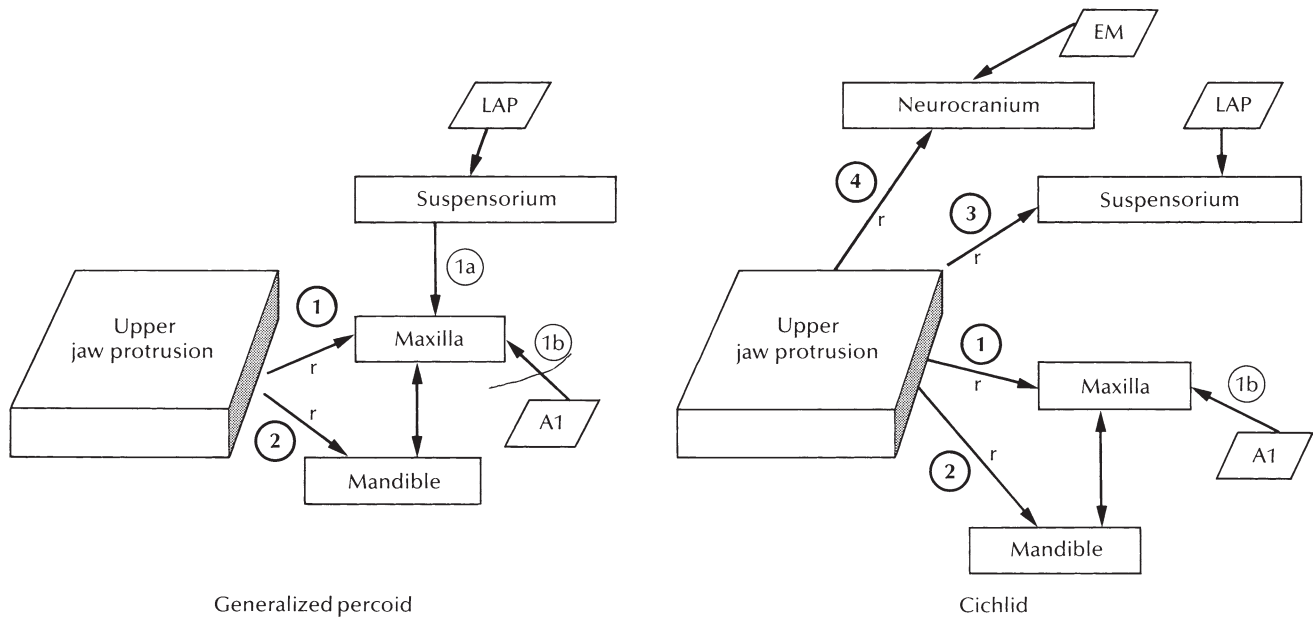 LAP
Suspensorium
1a
Upper
jaw protrusion
1
r
Maxilla
1b
r
2
A1
Mandible
Generalized percoid
EM
Neurocranium
LAP
4
r
Suspensorium
3
r
Upper
jaw protrusion
1
r
Maxilla
1b
2
r
A1
Mandible
Cichlid